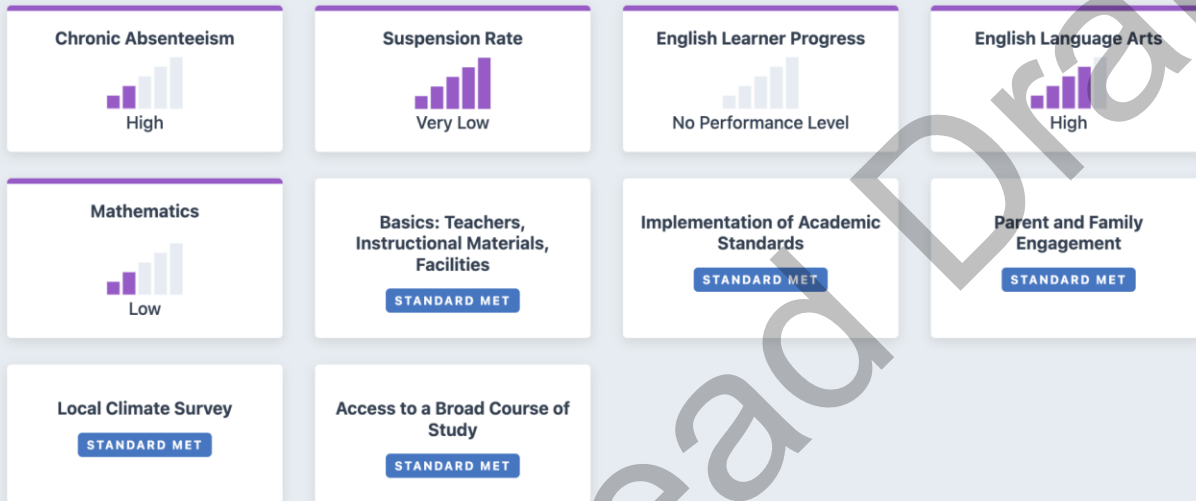 Chronic Absenteeism
High
Suspension Rate
Very Low
English Learner Progress
No Performance Level
English Language Arts
High
Mathematics
Low
Basics: Teachers,
Instructional Materials,
Facilities
STANDARD MET
Implementation of Academic
Standards
STANDARD MET
Parent and Family
Engagement
STANDARD MET
Local Climate Survey
STANDARD MET
Access to a Broad Course of
Study
STANDARD MET